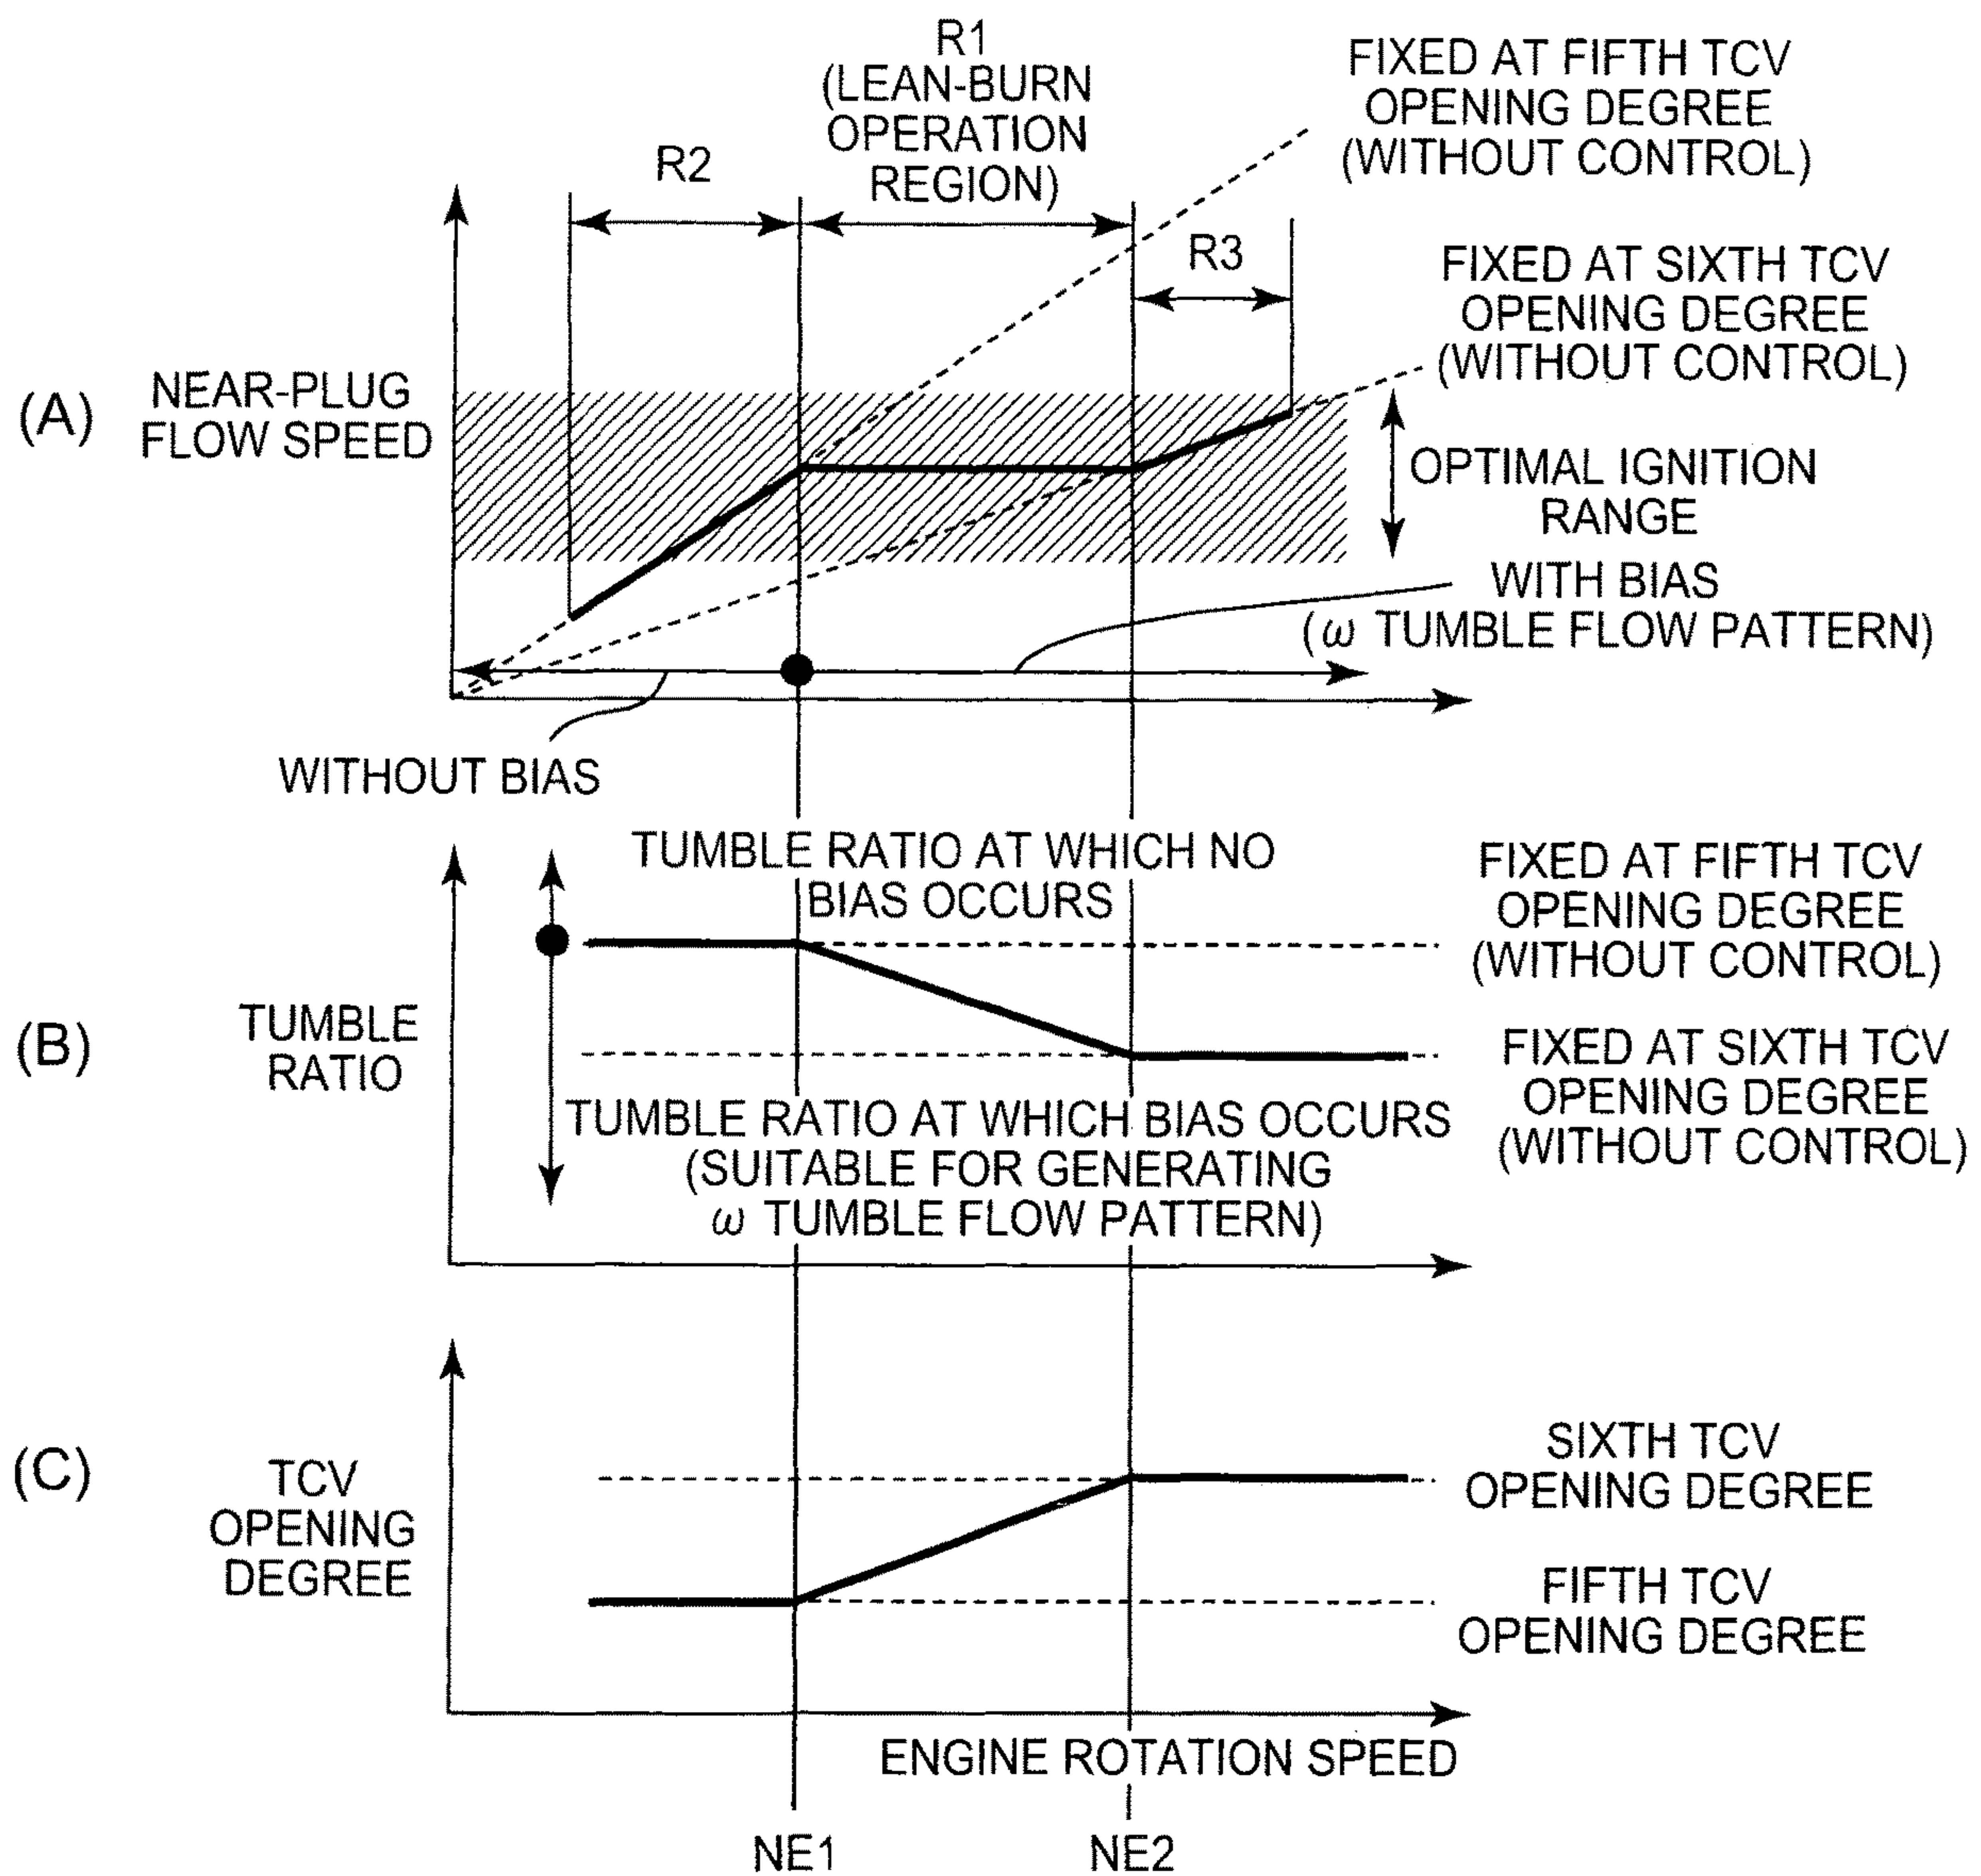 R1
(LEAN-BURN
OPERATION
REGION)
R2
R3
FIXED AT FIFTH TCV
OPENING DEGREE
(WITHOUT CONTROL)
FIXED AT SIXTH TCV
OPENING DEGREE
(WITHOUT CONTROL)
(A)
NEAR-PLUG
FLOW SPEED
OPTIMAL IGNITION
RANGE
WITH BIAS
(ω TUMBLE FLOW PATTERN)
WITHOUT BIAS
TUMBLE RATIO AT WHICH NO
BIAS OCCURS
FIXED AT FIFTH TCV
OPENING DEGREE
(WITHOUT CONTROL)
(B)
TUMBLE
RATIO
FIXED AT SIXTH TCV
OPENING DEGREE
(WITHOUT CONTROL)
TUMBLE RATIO AT WHICH BIAS OCCURS
(SUITABLE FOR GENERATING
ω TUMBLE FLOW PATTERN)
(C)
TCV
OPENING
DEGREE
SIXTH TCV
OPENING DEGREE
FIFTH TCV
OPENING DEGREE
ENGINE ROTATION SPEED
NE1
NE2